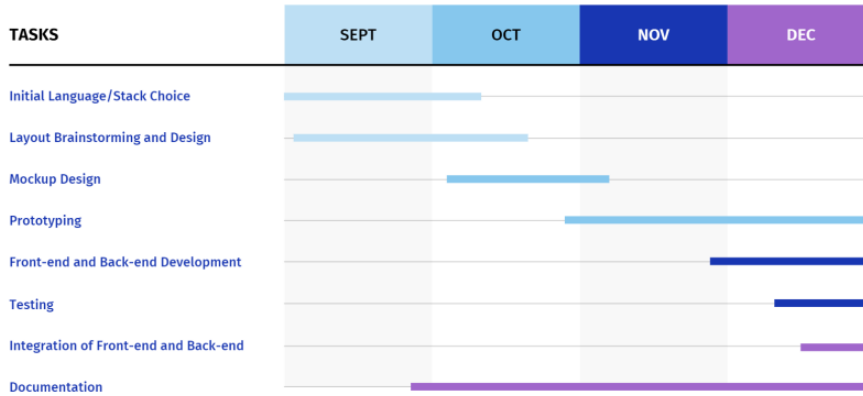 TASKS SEPT OCT NOV DEC
Initial Language/Stack Choice
Layout Brainstorming and Design
Mockup Design
Prototyping
Front-end and Back-end Development
Testing
Integration of Front-end and Back-end
Documentation